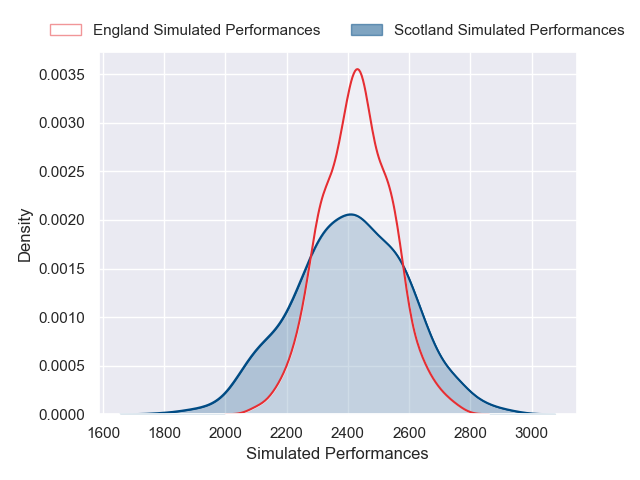 England Simulated Performances Scotland Simulated Performances
0.0035
0.0030
0.0025
0.0020
0.0015
0.0010
0.0005
0.0000
Density
1600 1800 2000 2200 2400 2600 2800 3000
Simulated Performances